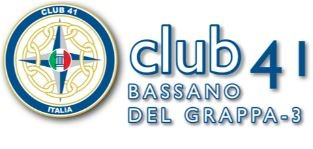 CLUB 41
ITALIA
club 41
BASSANO
DEL GRAPPA-3